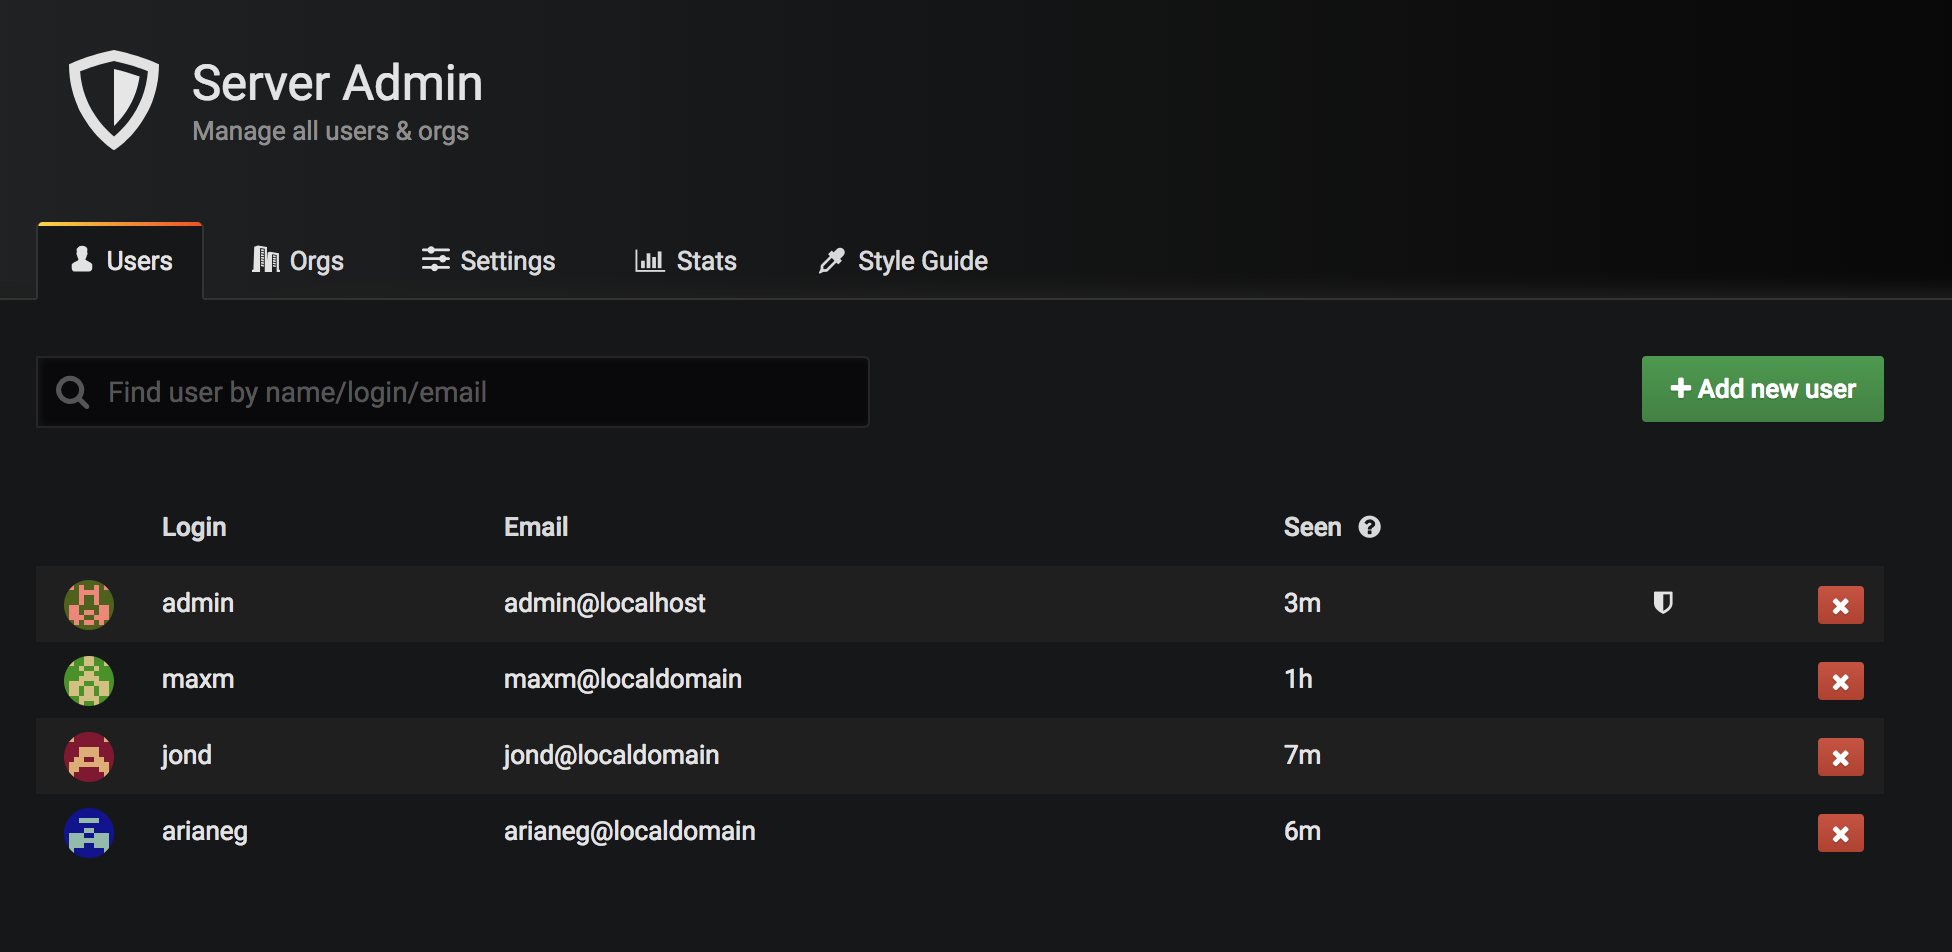 Server Admin
Manage all users & orgs
Users Orgs Settings Stats Style Guide
Find user by name/login/email Add new user
Login Email Seen
admin admin@localhost 3m
maxm maxm@localdomain 1h
jond jond@localdomain 7m
arianeg arianeg@localdomain 6m